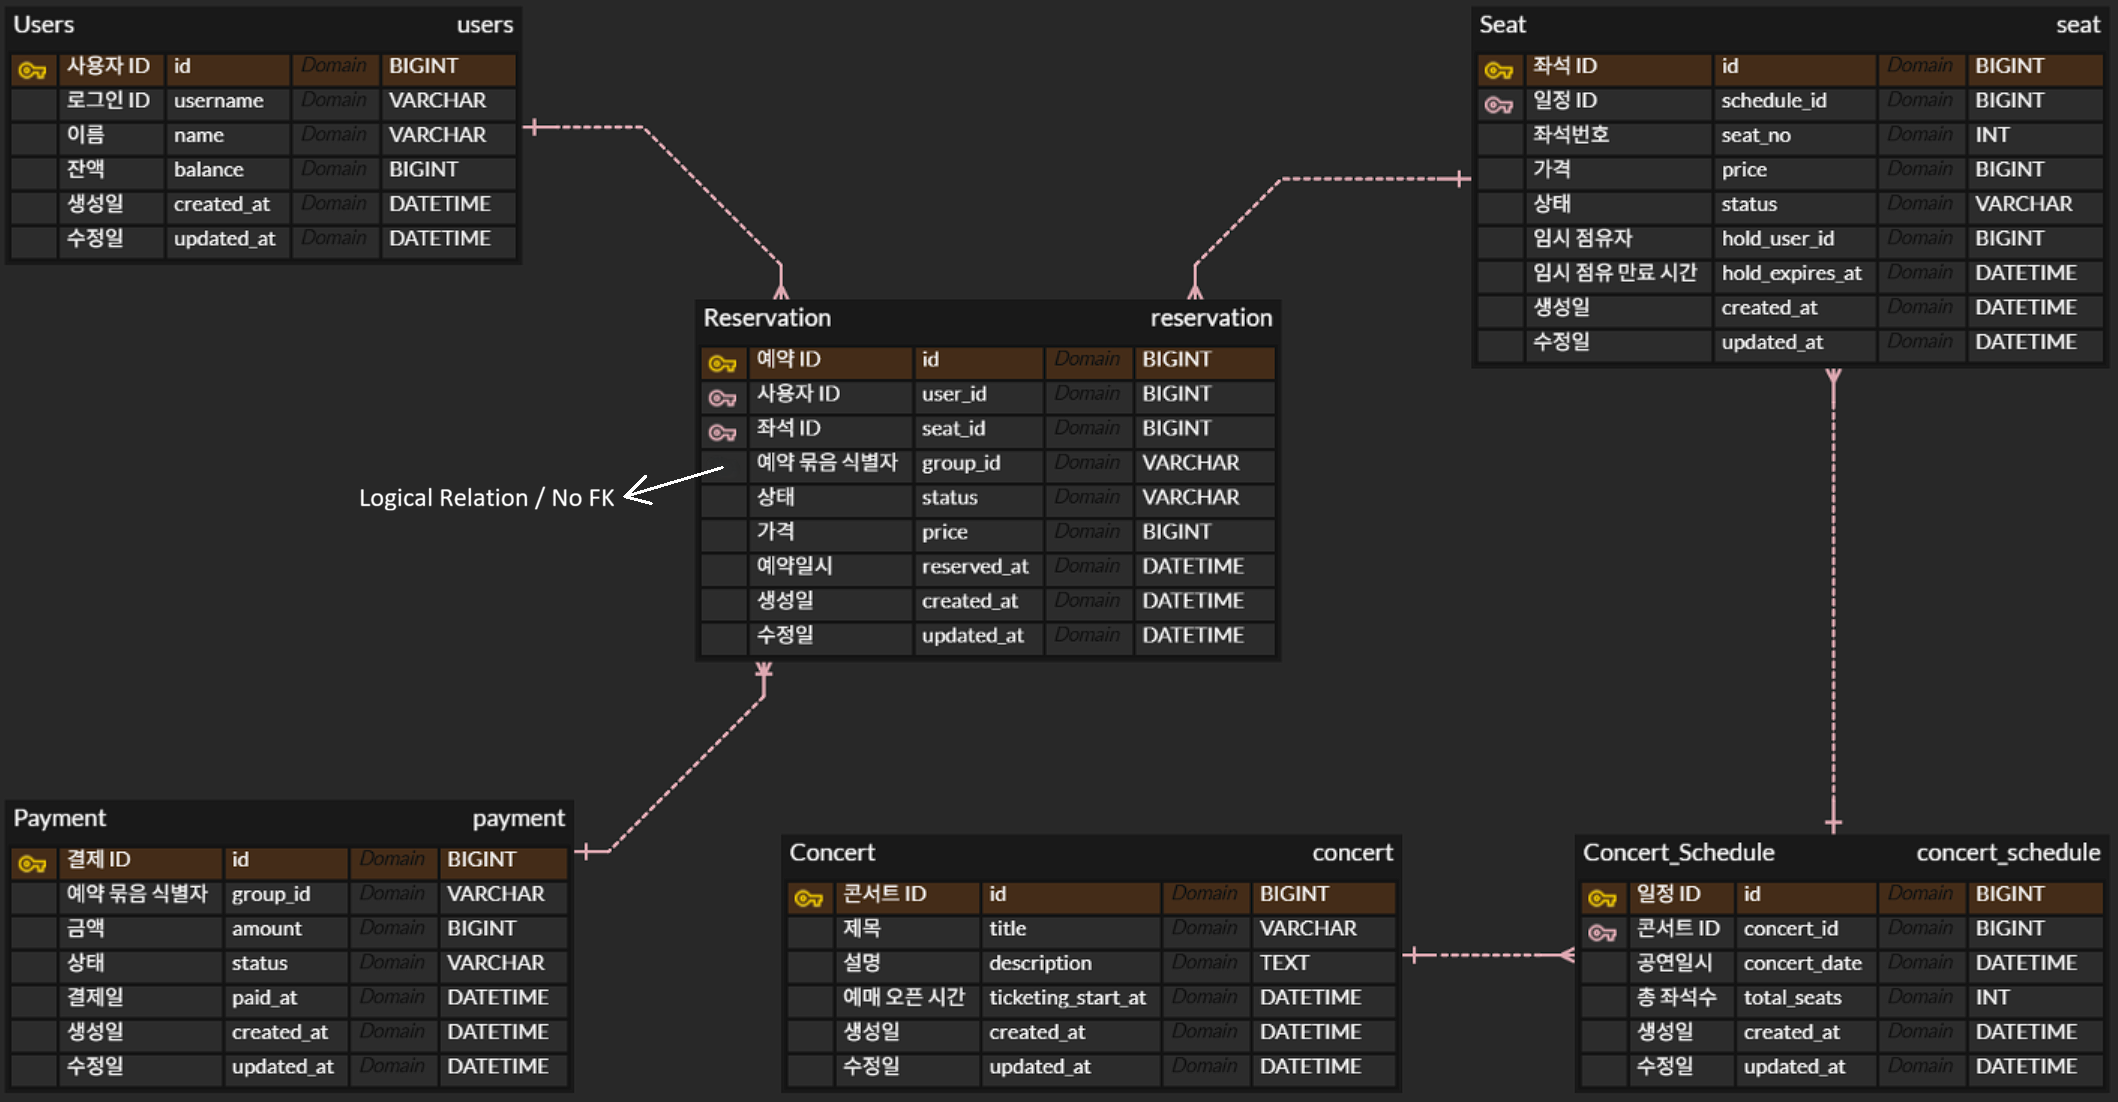 Users users
사용자 ID id Domain BIGINT
로그인 ID username Domain VARCHAR
이름 name Domain VARCHAR
잔액 balance Domain BIGINT
생성일 created_at Domain DATETIME
수정일 updated_at Domain DATETIME
Seat seat
좌석 ID id Domain BIGINT
일정 ID schedule_id Domain BIGINT
좌석번호 seat_no Domain INT
가격 price Domain BIGINT
상태 status Domain VARCHAR
임시 점유자 hold_user_id Domain BIGINT
임시 점유 만료 시간 hold_expires_at Domain DATETIME
생성일 created_at Domain DATETIME
수정일 updated_at Domain DATETIME
Reservation reservation
예약 ID id Domain BIGINT
사용자 ID user_id Domain BIGINT
좌석 ID seat_id Domain BIGINT
예약 묶음 식별자 group_id Domain VARCHAR
상태 status Domain VARCHAR
가격 price Domain BIGINT
예약일시 reserved_at Domain DATETIME
생성일 created_at Domain DATETIME
수정일 updated_at Domain DATETIME
Logical Relation / No FK
Payment payment
결제 ID id Domain BIGINT
예약 묶음 식별자 group_id Domain VARCHAR
금액 amount Domain BIGINT
상태 status Domain VARCHAR
결제일 paid_at Domain DATETIME
생성일 created_at Domain DATETIME
수정일 updated_at Domain DATETIME
Concert concert
콘서트 ID id Domain BIGINT
제목 title Domain VARCHAR
설명 description Domain TEXT
예매 오픈 시간 ticketing_start_at Domain DATETIME
생성일 created_at Domain DATETIME
수정일 updated_at Domain DATETIME
Concert_Schedule concert_schedule
일정 ID id Domain BIGINT
콘서트 ID concert_id Domain BIGINT
공연일시 concert_date Domain DATETIME
총 좌석수 total_seats Domain INT
생성일 created_at Domain DATETIME
수정일 updated_at Domain DATETIME